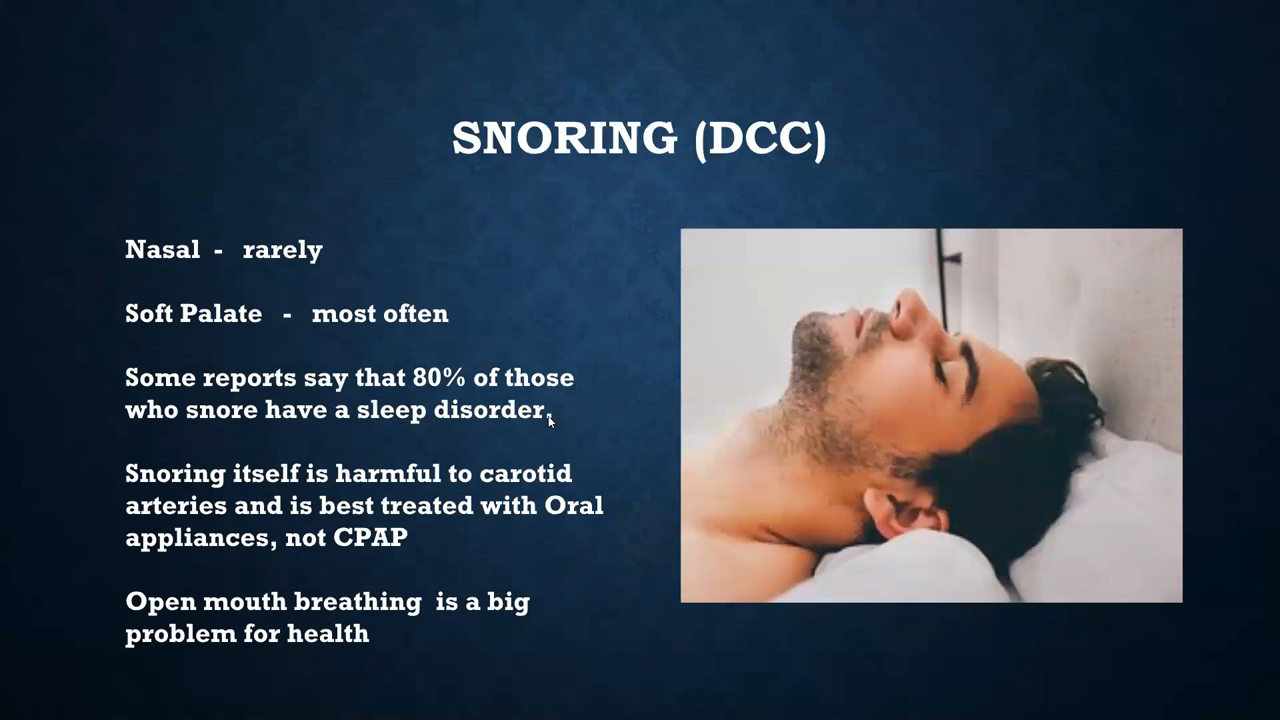 SNORING (DCC)
Nasal - rarely
Soft Palate - most often
Some reports say that 80% of those
who snore have a sleep disorder.
Snoring itself is harmful to carotid
arteries and is best treated with Oral
appliances, not CPAP
Open mouth breathing is a big
problem for health